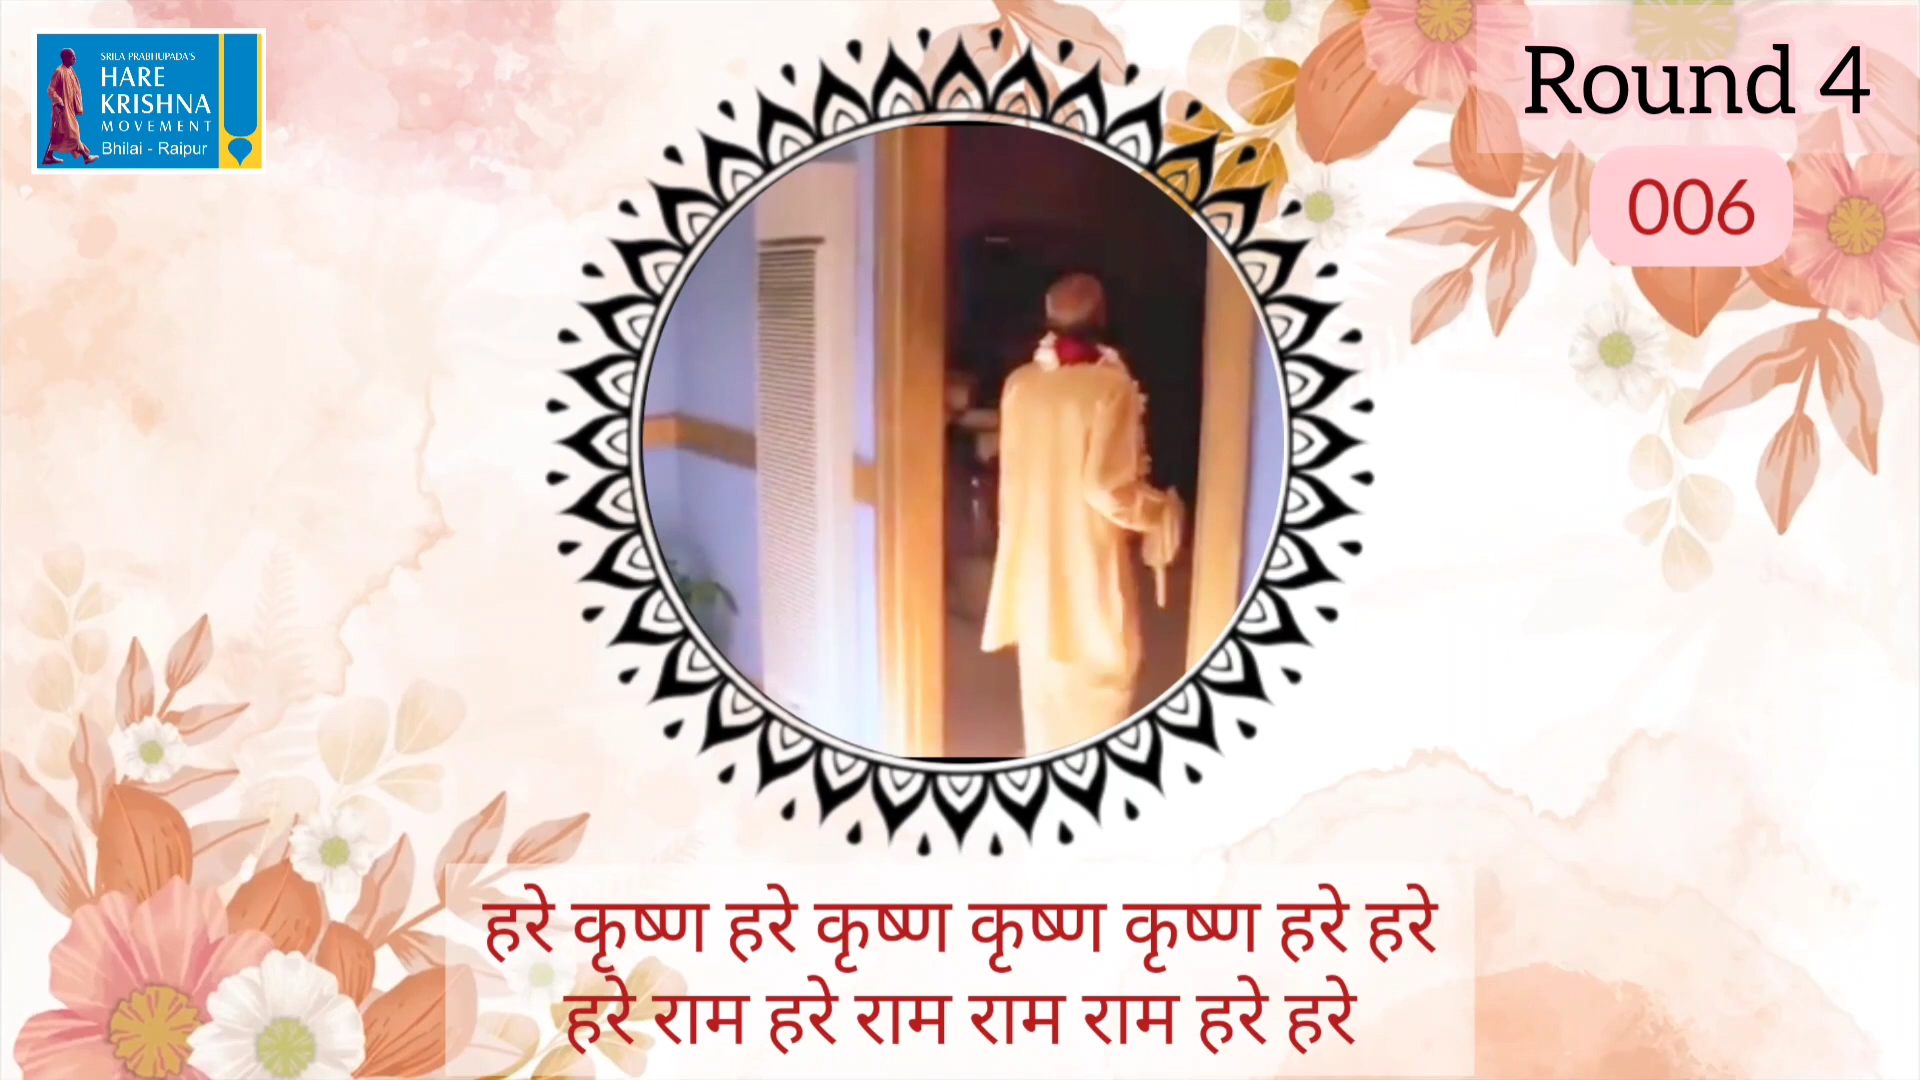 SRILA PRABHUPADA'S
HARE
KRISHNA
MOVEMENT
Bhilai - Raipur
Round 4
006
हरे कृष्ण हरे कृष्ण कृष्ण कृष्ण हरे हरे
हरे राम हरे राम राम राम हरे हरे